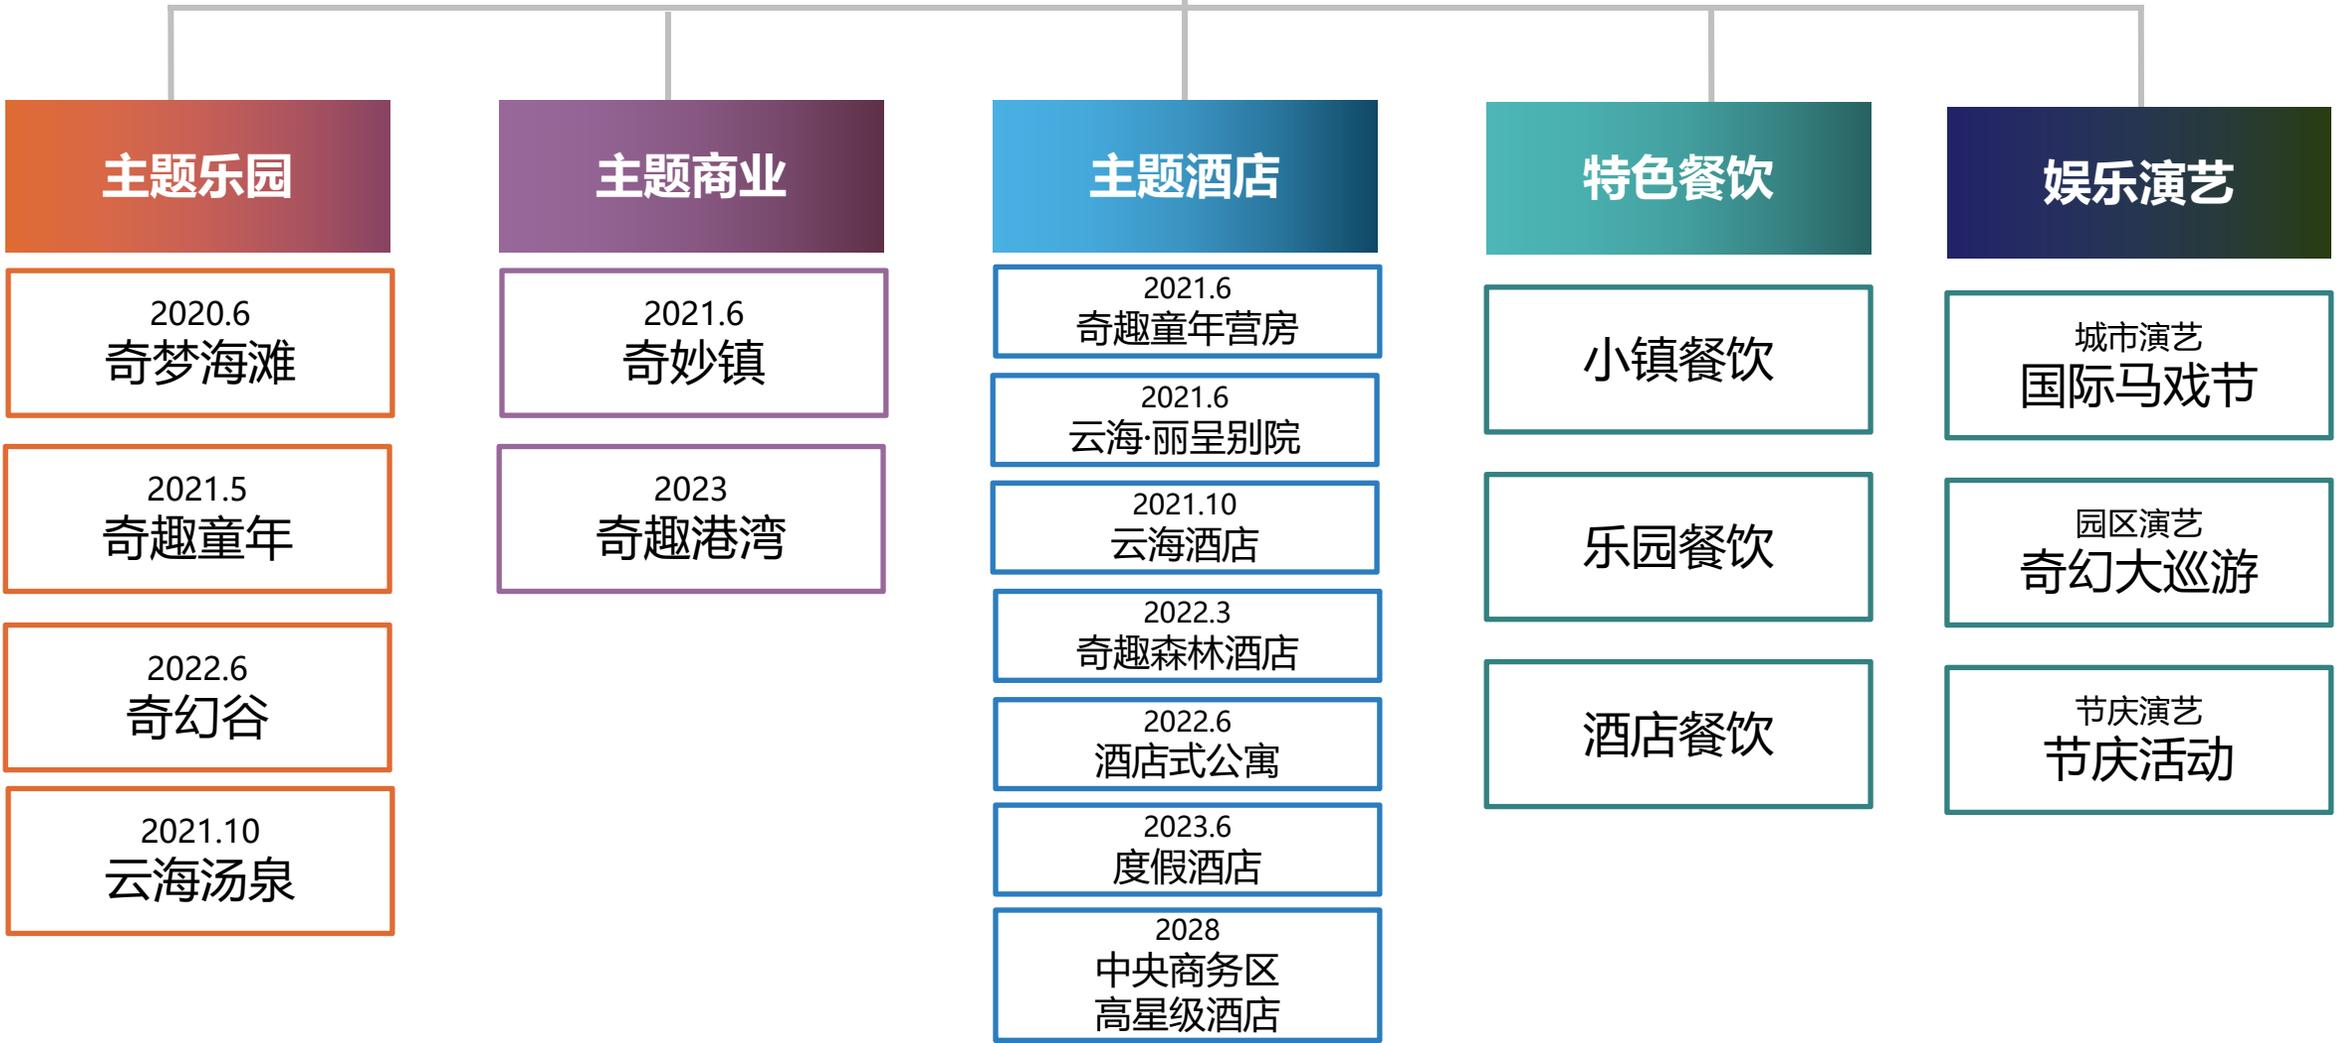 主题乐园
2020.6
奇梦海滩
2021.5
奇趣童年
2022.6
奇幻谷
2021.10
云海汤泉
主题商业
2021.6
奇妙镇
2023
奇趣港湾
主题酒店
2021.6
奇趣童年营房
2021.6
云海·丽呈别院
2021.10
云海酒店
2022.3
奇趣森林酒店
2022.6
酒店式公寓
2023.6
度假酒店
2028
中央商务区
高星级酒店
特色餐饮
小镇餐饮
乐园餐饮
酒店餐饮
娱乐演艺
城市演艺
国际马戏节
园区演艺
奇幻大巡游
节庆演艺
节庆活动